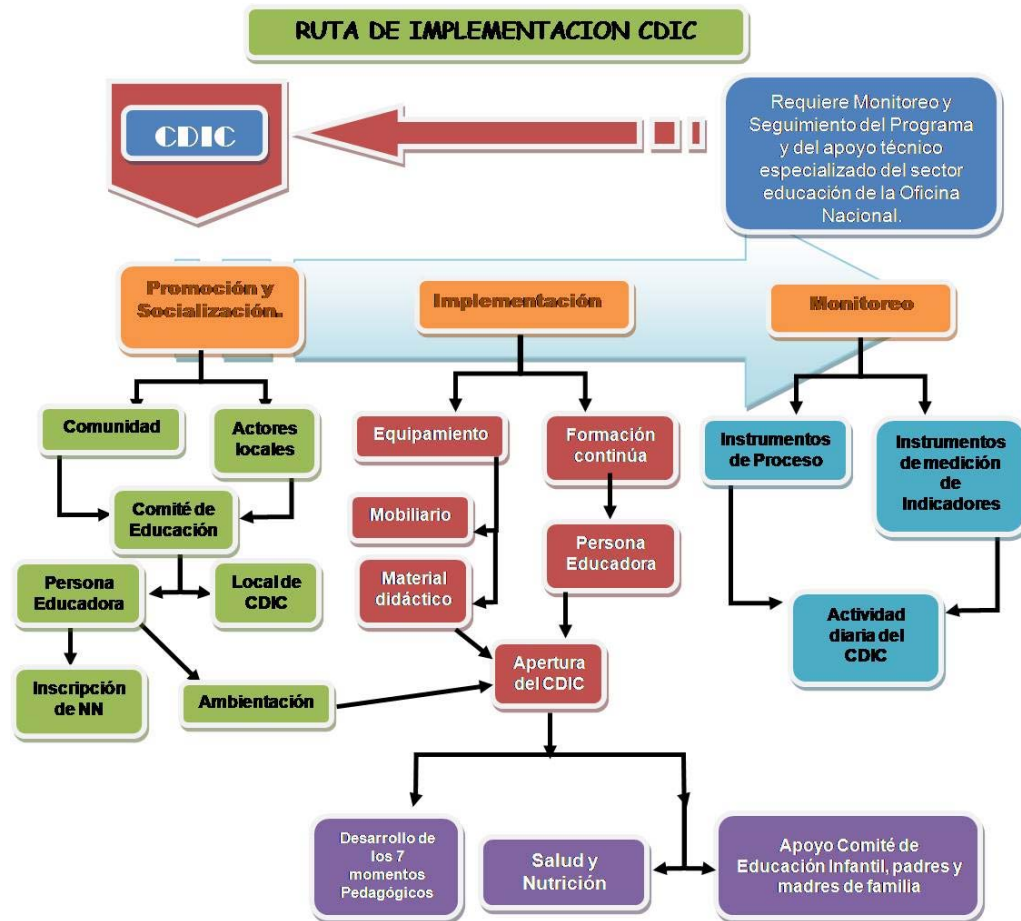 RUTA DE IMPLEMENTACION CDIC
CDIC
Requiere Monitoreo y
Seguimiento del Programa
y del apoyo técnico
especializado del sector
educación de la Oficina
Nacional.
Promoción y
Socialización.
Implementación
Monitoreo
Comunidad
Actores
locales
Equipamiento
Formación
continúa
Instrumentos
de Proceso
Instrumentos
de medición
de
Indicadores
Comité de
Educación
Mobiliario
Persona
Educadora
Persona
Educadora
Local de
CDIC
Material
didáctico
Actividad
diaria del
CDIC
Inscripción
de NN
Ambientación
Apertura
del CDIC
Desarrollo de
los 7
momentos
Pedagógicos
Salud y
Nutrición
Apoyo Comité de
Educación Infantil, padres y
madres de familia